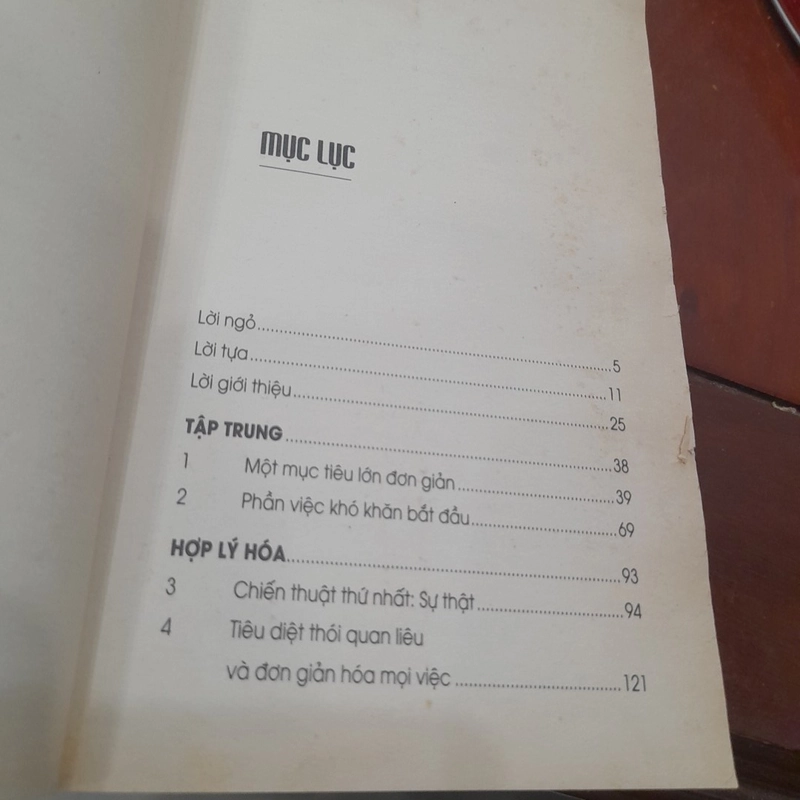 MỤC LỤC
Lời ngỏ....................5
Lời tựa....................11
Lời giới thiệu....................25
TẬP TRUNG....................38
1 Một mục tiêu lớn đơn giản....................39
2 Phần việc khó khăn bắt đầu....................69
HỢP LÝ HÓA....................93
3 Chiến thuật thứ nhất: Sự thật....................94
4 Tiêu diệt thói quan liêu
và đơn giản hóa mọi việc....................121